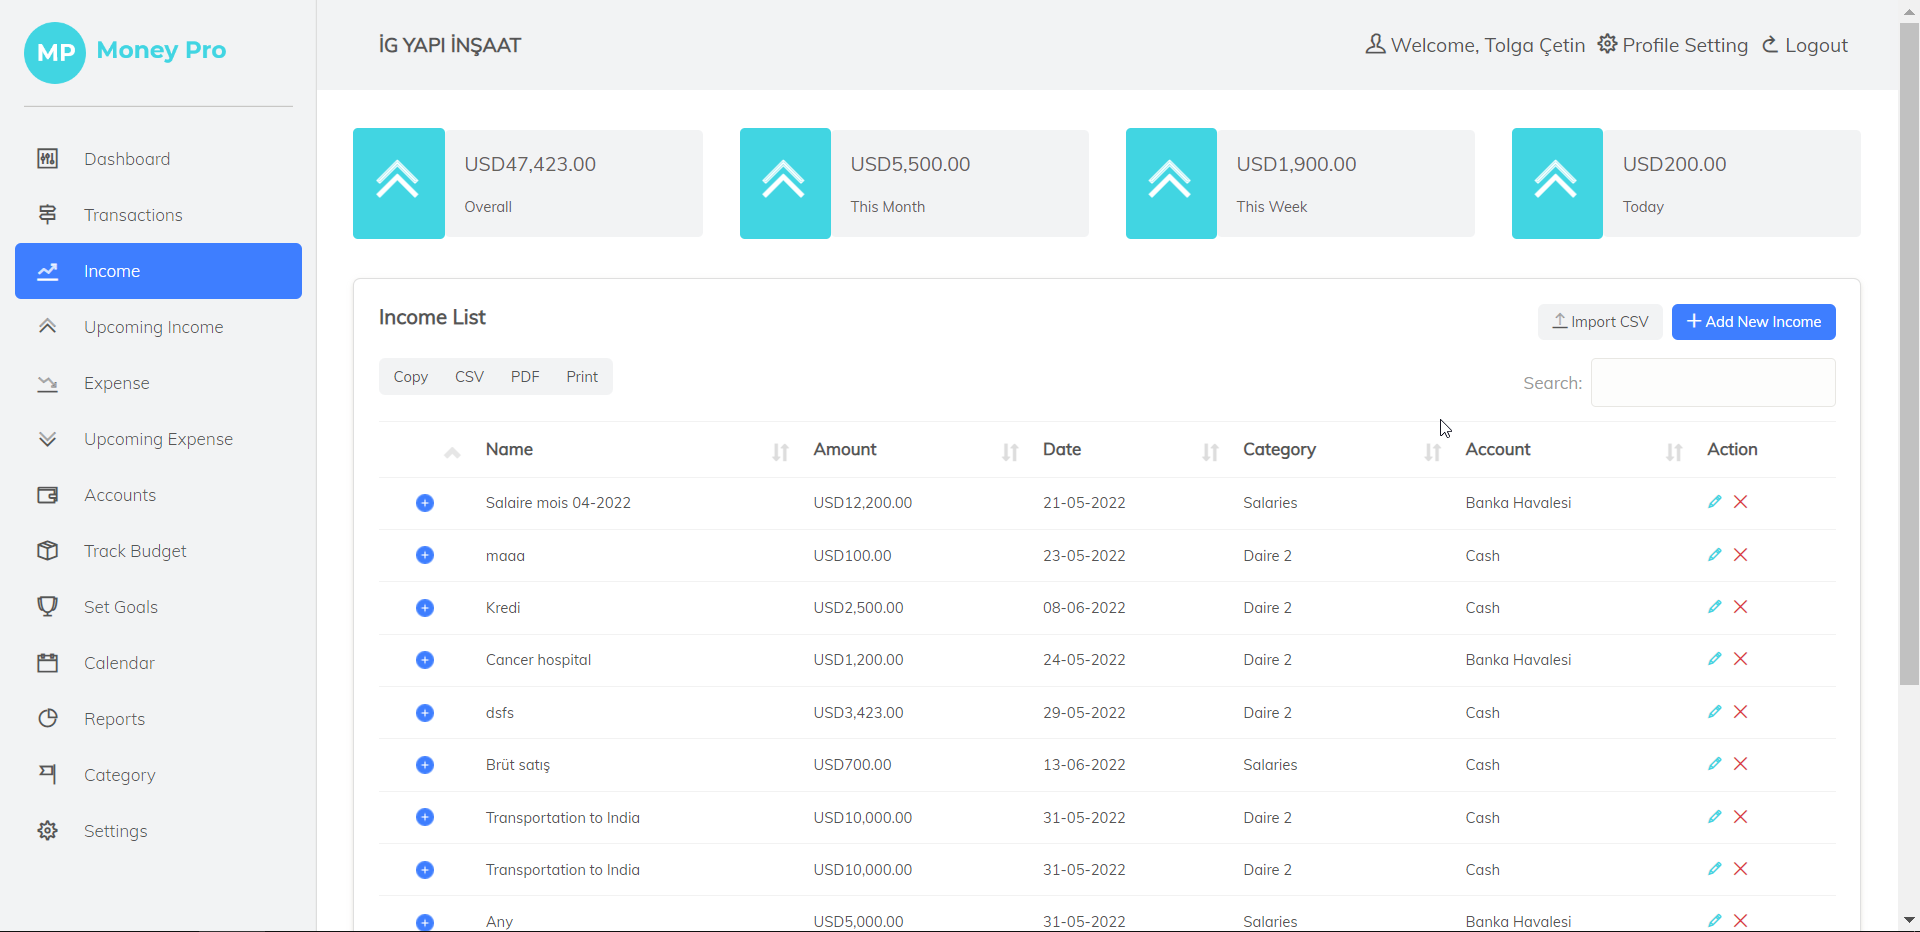 MP Money Pro
İG YAPI İNŞAAT
Welcome, Tolga Çetin Profile Setting Logout
Dashboard
Transactions
Income
Upcoming Income
Expense
Upcoming Expense
Accounts
Track Budget
Set Goals
Calendar
Reports
Category
Settings
USD47,423.00
Overall
USD5,500.00
This Month
USD1,900.00
This Week
USD200.00
Today
Income List
Import CSV
Add New Income
Copy CSV PDF Print
Search:
Name Amount Date Category Account Action
Salaire mois 04-2022 USD12,200.00 21-05-2022 Salaries Banka Havalesi
maaa USD100.00 23-05-2022 Daire 2 Cash
Kredi USD2,500.00 08-06-2022 Daire 2 Cash
Cancer hospital USD1,200.00 24-05-2022 Daire 2 Banka Havalesi
dsfs USD3,423.00 29-05-2022 Daire 2 Cash
Brüt satış USD700.00 13-06-2022 Salaries Cash
Transportation to India USD10,000.00 31-05-2022 Daire 2 Cash
Transportation to India USD10,000.00 31-05-2022 Daire 2 Cash
Any USD5,000.00 31-05-2022 Salaries Banka Havalesi